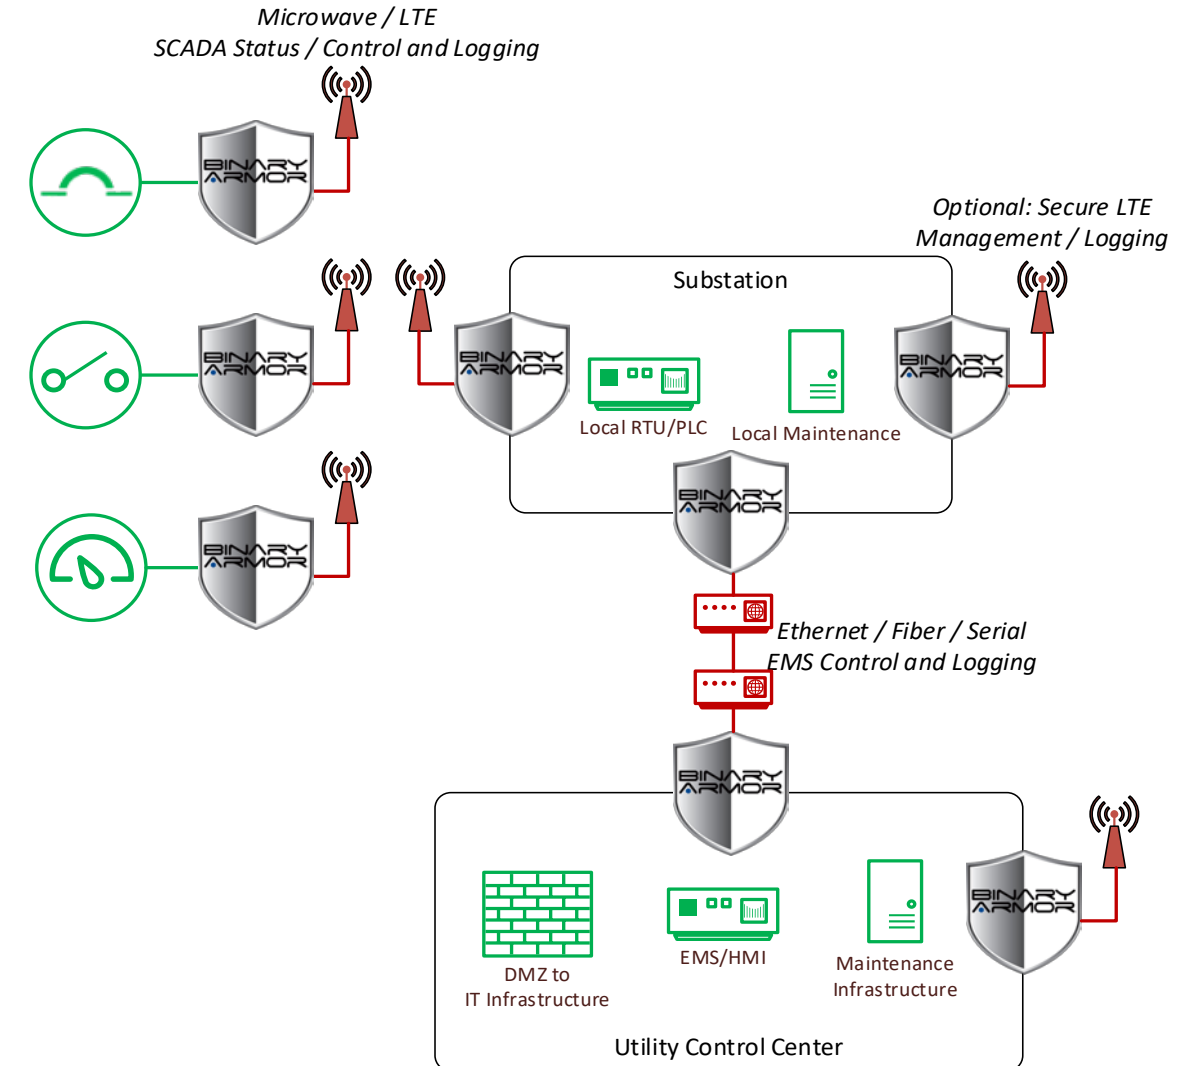 Microwave / LTE
SCADA Status / Control and Logging
BINARY
ARMOR
Optional: Secure LTE
Management / Logging
Substation
BINARY
ARMOR
BINARY
ARMOR
BINARY
ARMOR
Local RTU/PLC
Local Maintenance
BINARY
ARMOR
BINARY
ARMOR
Ethernet / Fiber / Serial
EMS Control and Logging
BINARY
ARMOR
BINARY
ARMOR
DMZ to
IT Infrastructure
EMS/HMI
Maintenance
Infrastructure
Utility Control Center